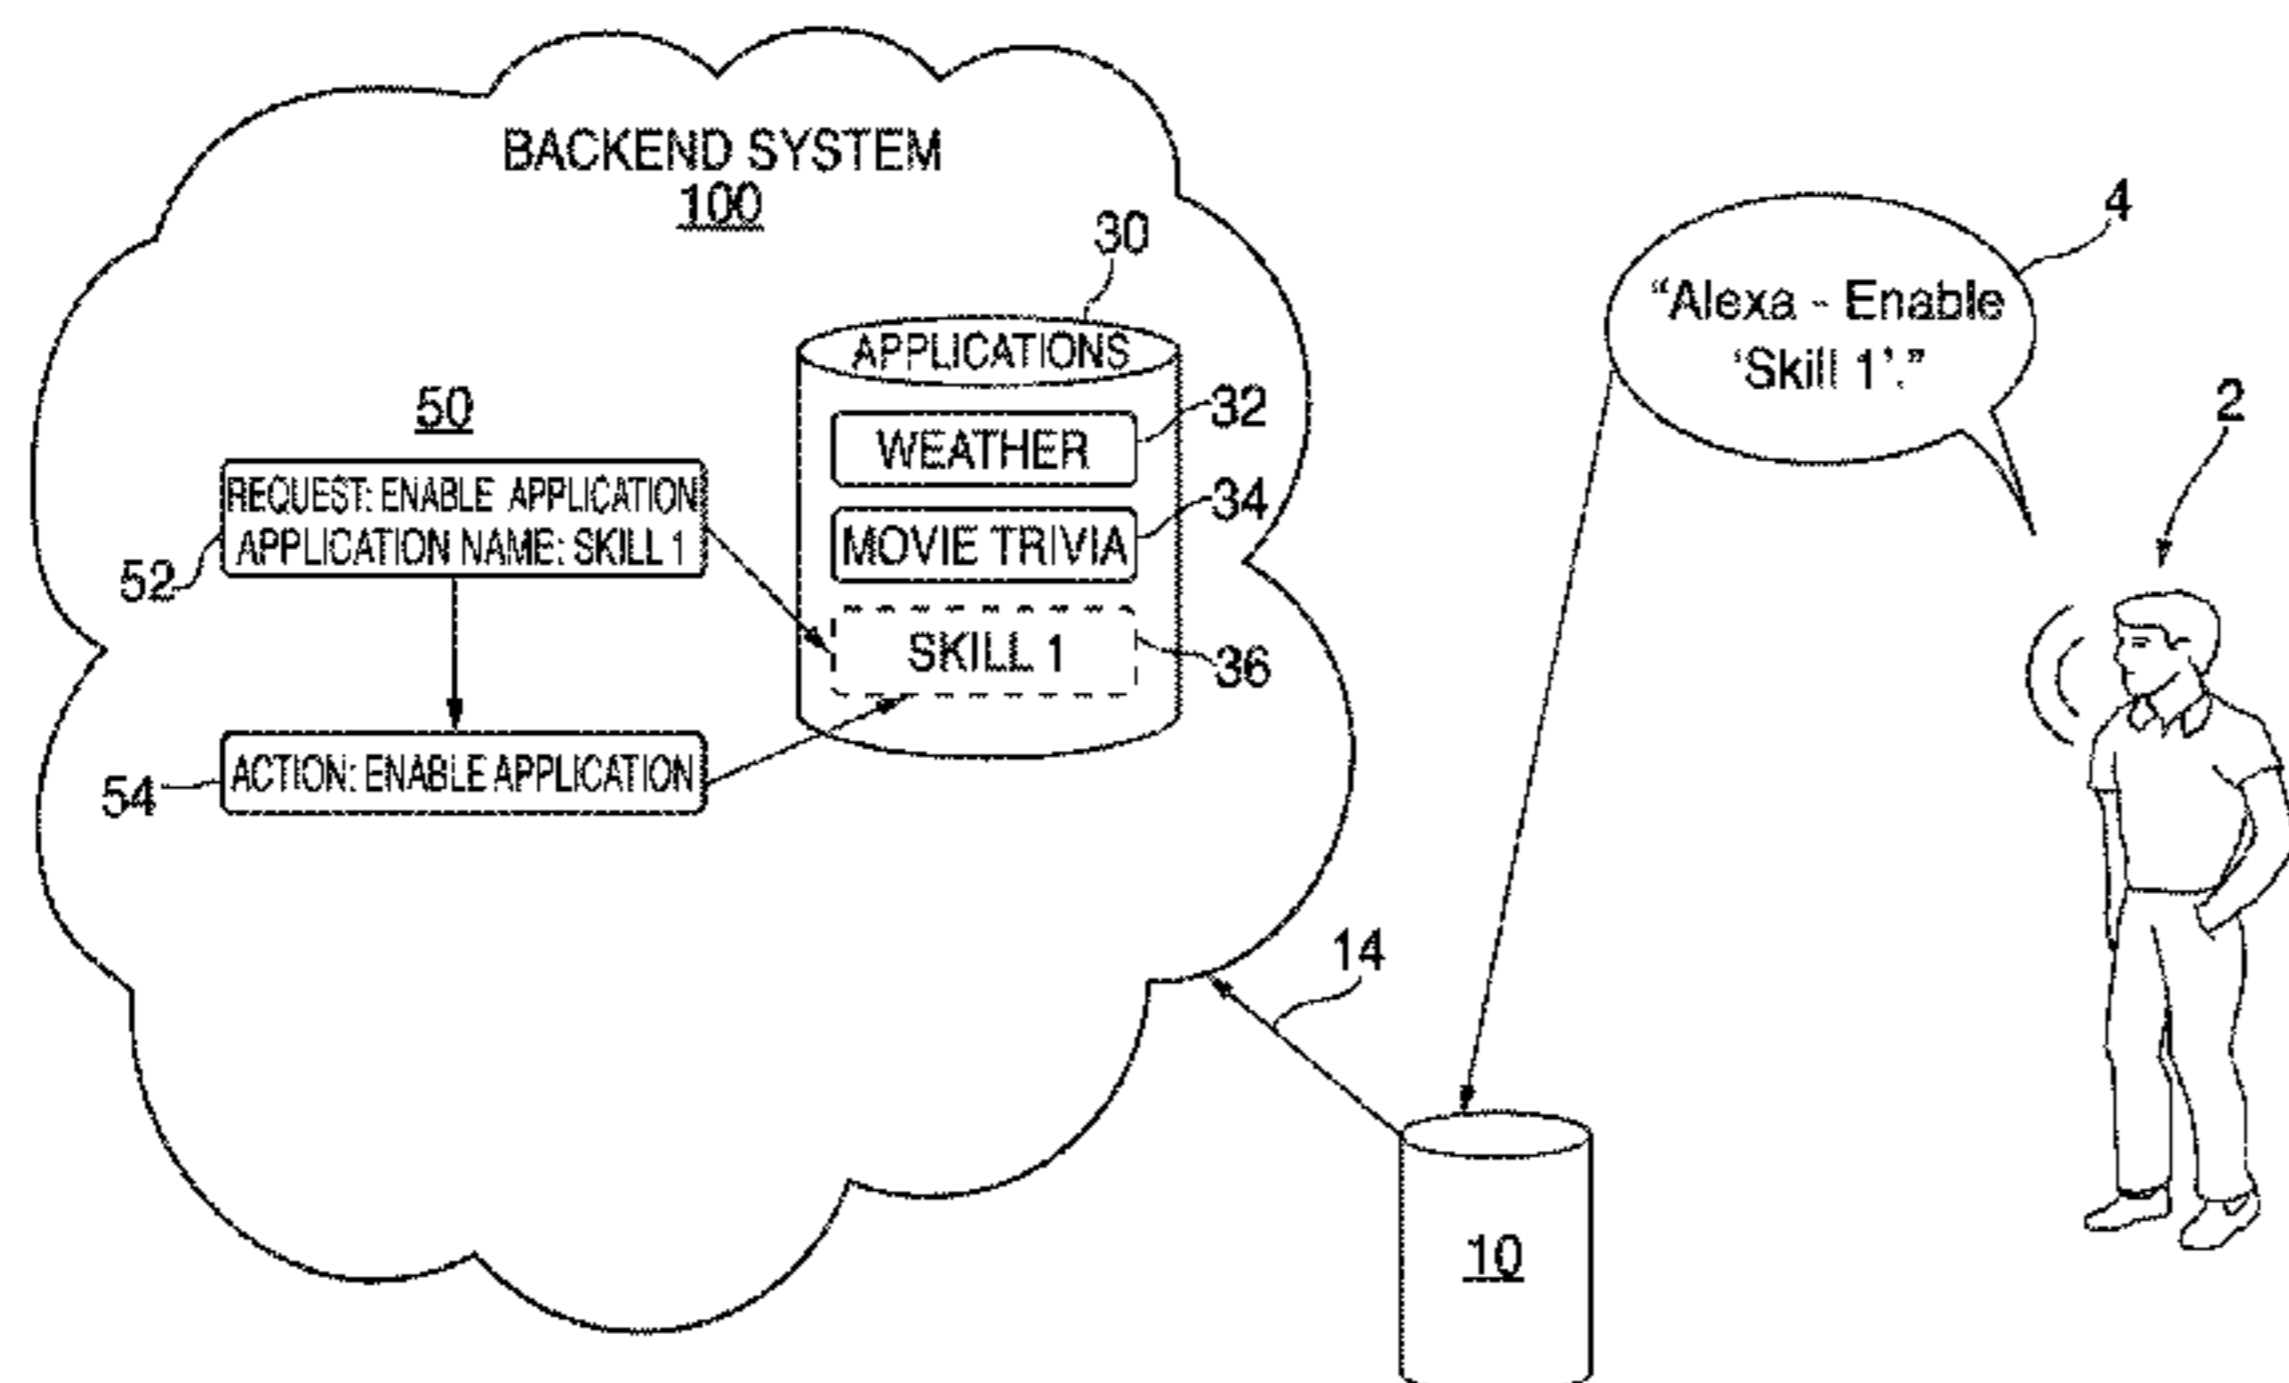 BACKEND SYSTEM
100
30
APPLICATIONS
WEATHER
32
MOVIE TRIVIA
34
SKILL 1
36
50
REQUEST: ENABLE APPLICATION
APPLICATION NAME: SKILL 1
52
ACTION: ENABLE APPLICATION
54
4
“Alexa - Enable
‘Skill 1’.”
2
14
10